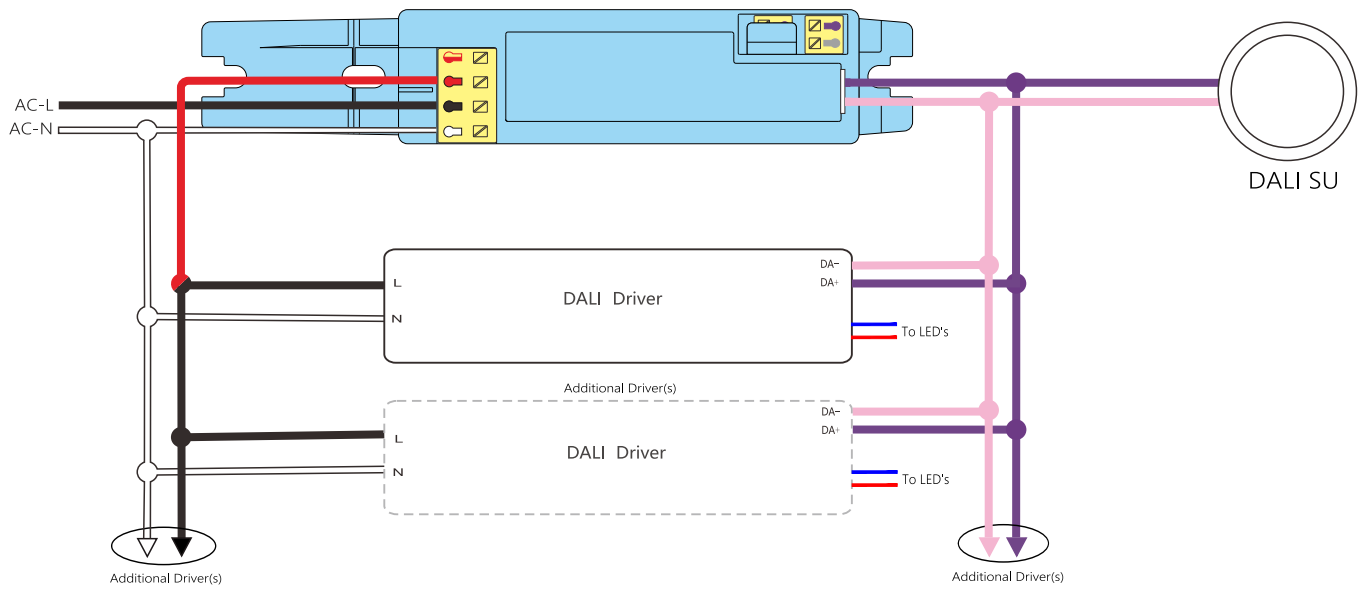 AC-L
AC-N
DALI SU
L
N
DALI Driver
DA-
DA+
To LED's
Additional Driver(s)
L
N
DALI Driver
DA-
DA+
To LED's
Additional Driver(s)
Additional Driver(s)